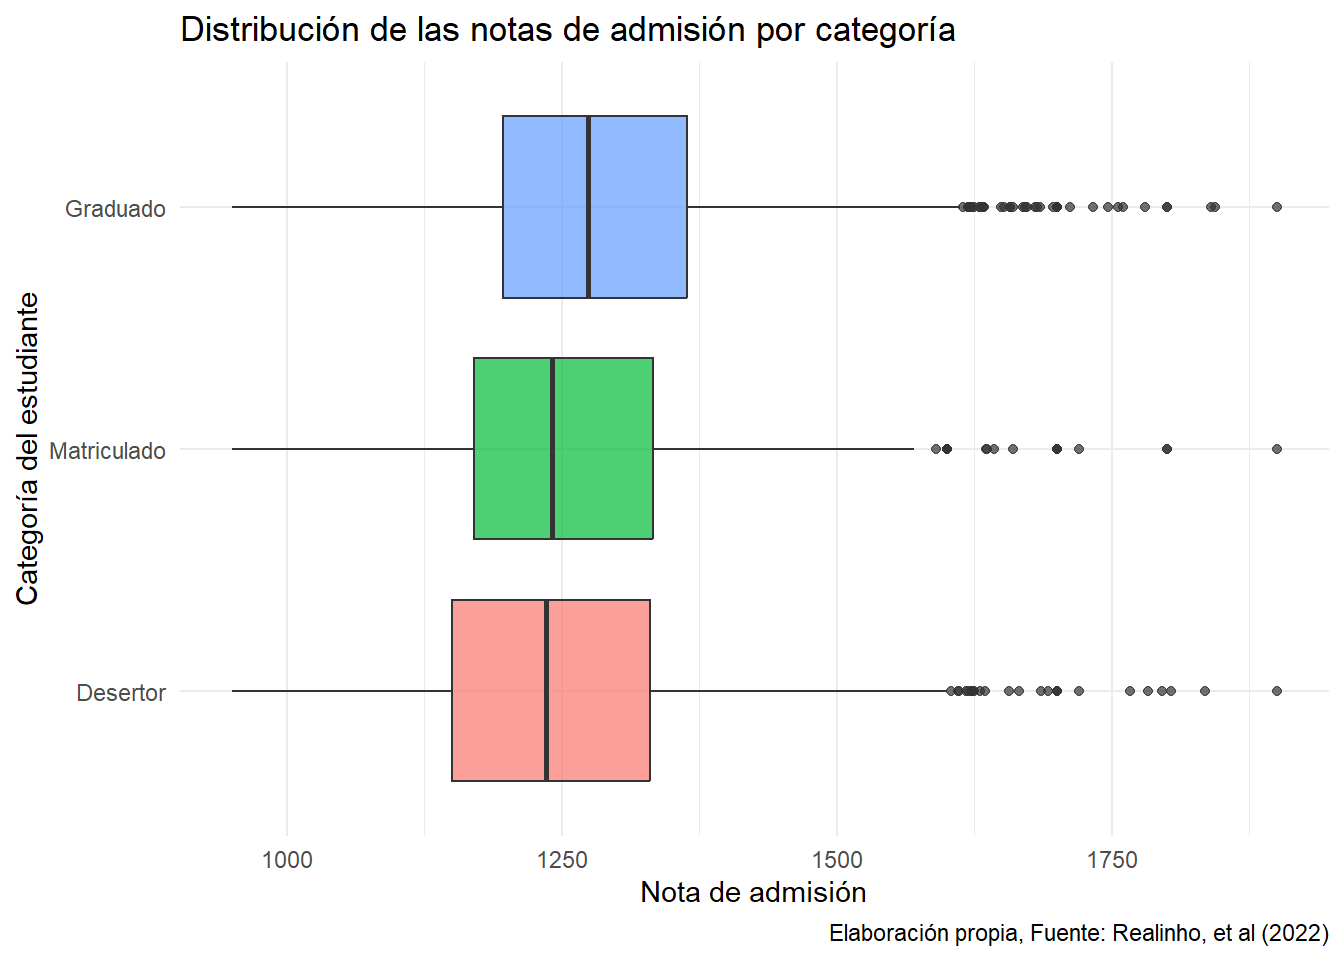 Distribución de las notas de admisión por categoría
Categoría del estudiante
Graduado
Matriculado
Desertor
1000 1250 1500 1750
Nota de admisión
Elaboración propia, Fuente: Realinho, et al (2022)